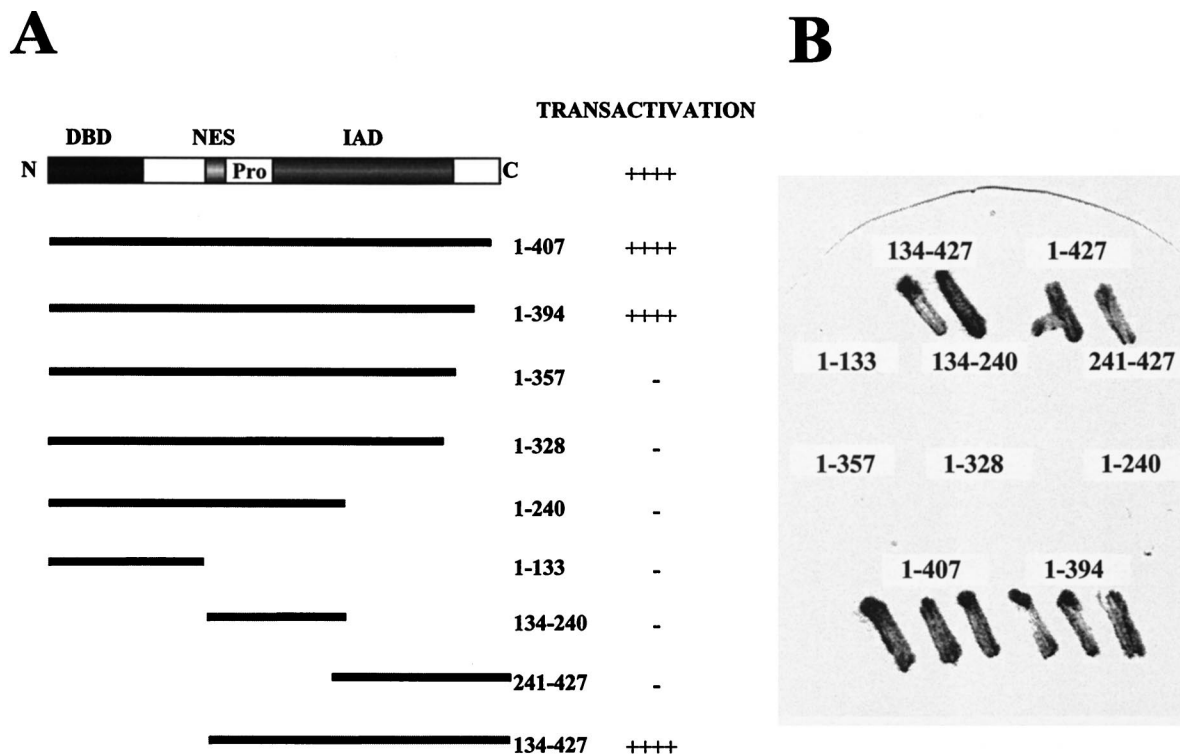 A
TRANSACTIVATION
DBD NES IAD
N Pro C ++++
1-407 ++++
1-394 ++++
1-357 -
1-328 -
1-240 -
1-133 -
134-240 -
241-427 -
134-427 ++++
B
134-427 1-427
1-133 134-240 241-427
1-357 1-328 1-240
1-407 1-394